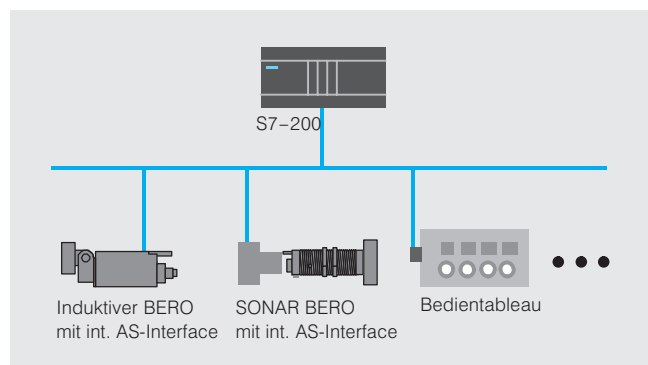 S7–200
Induktiver BERO
mit int. AS-Interface
SONAR BERO
mit int. AS-Interface
Bedientableau